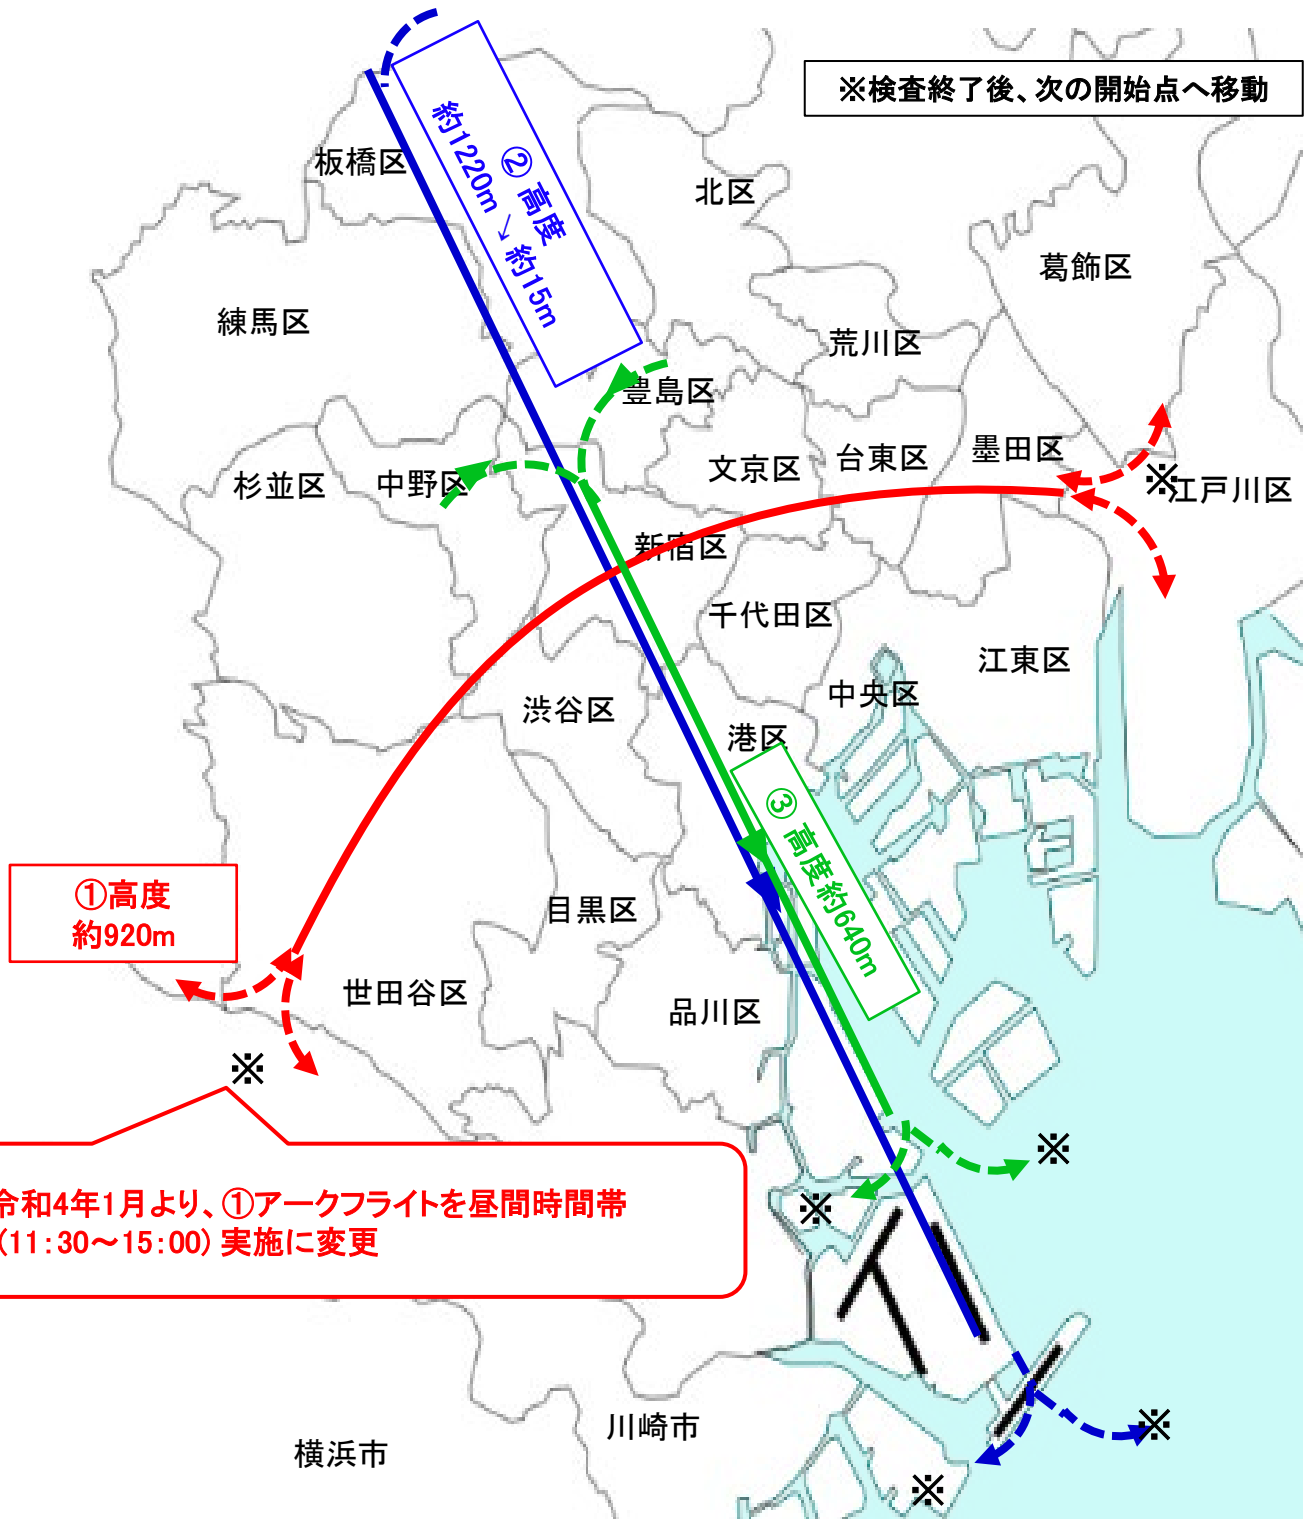 ※検査終了後、次の開始点へ移動
② 高度
約1220m ↘ 約15m
板橋区
北区
葛飾区
練馬区
荒川区
豊島区
杉並区
中野区
文京区
台東区
墨田区
※
江戸川区
新宿区
千代田区
江東区
中央区
渋谷区
港区
③ 高度約640m
①高度
約920m
目黒区
世田谷区
品川区
※
※
※
令和4年1月より、①アークフライトを昼間時間帯
(11:30～15:00) 実施に変更
川崎市
※
横浜市
※